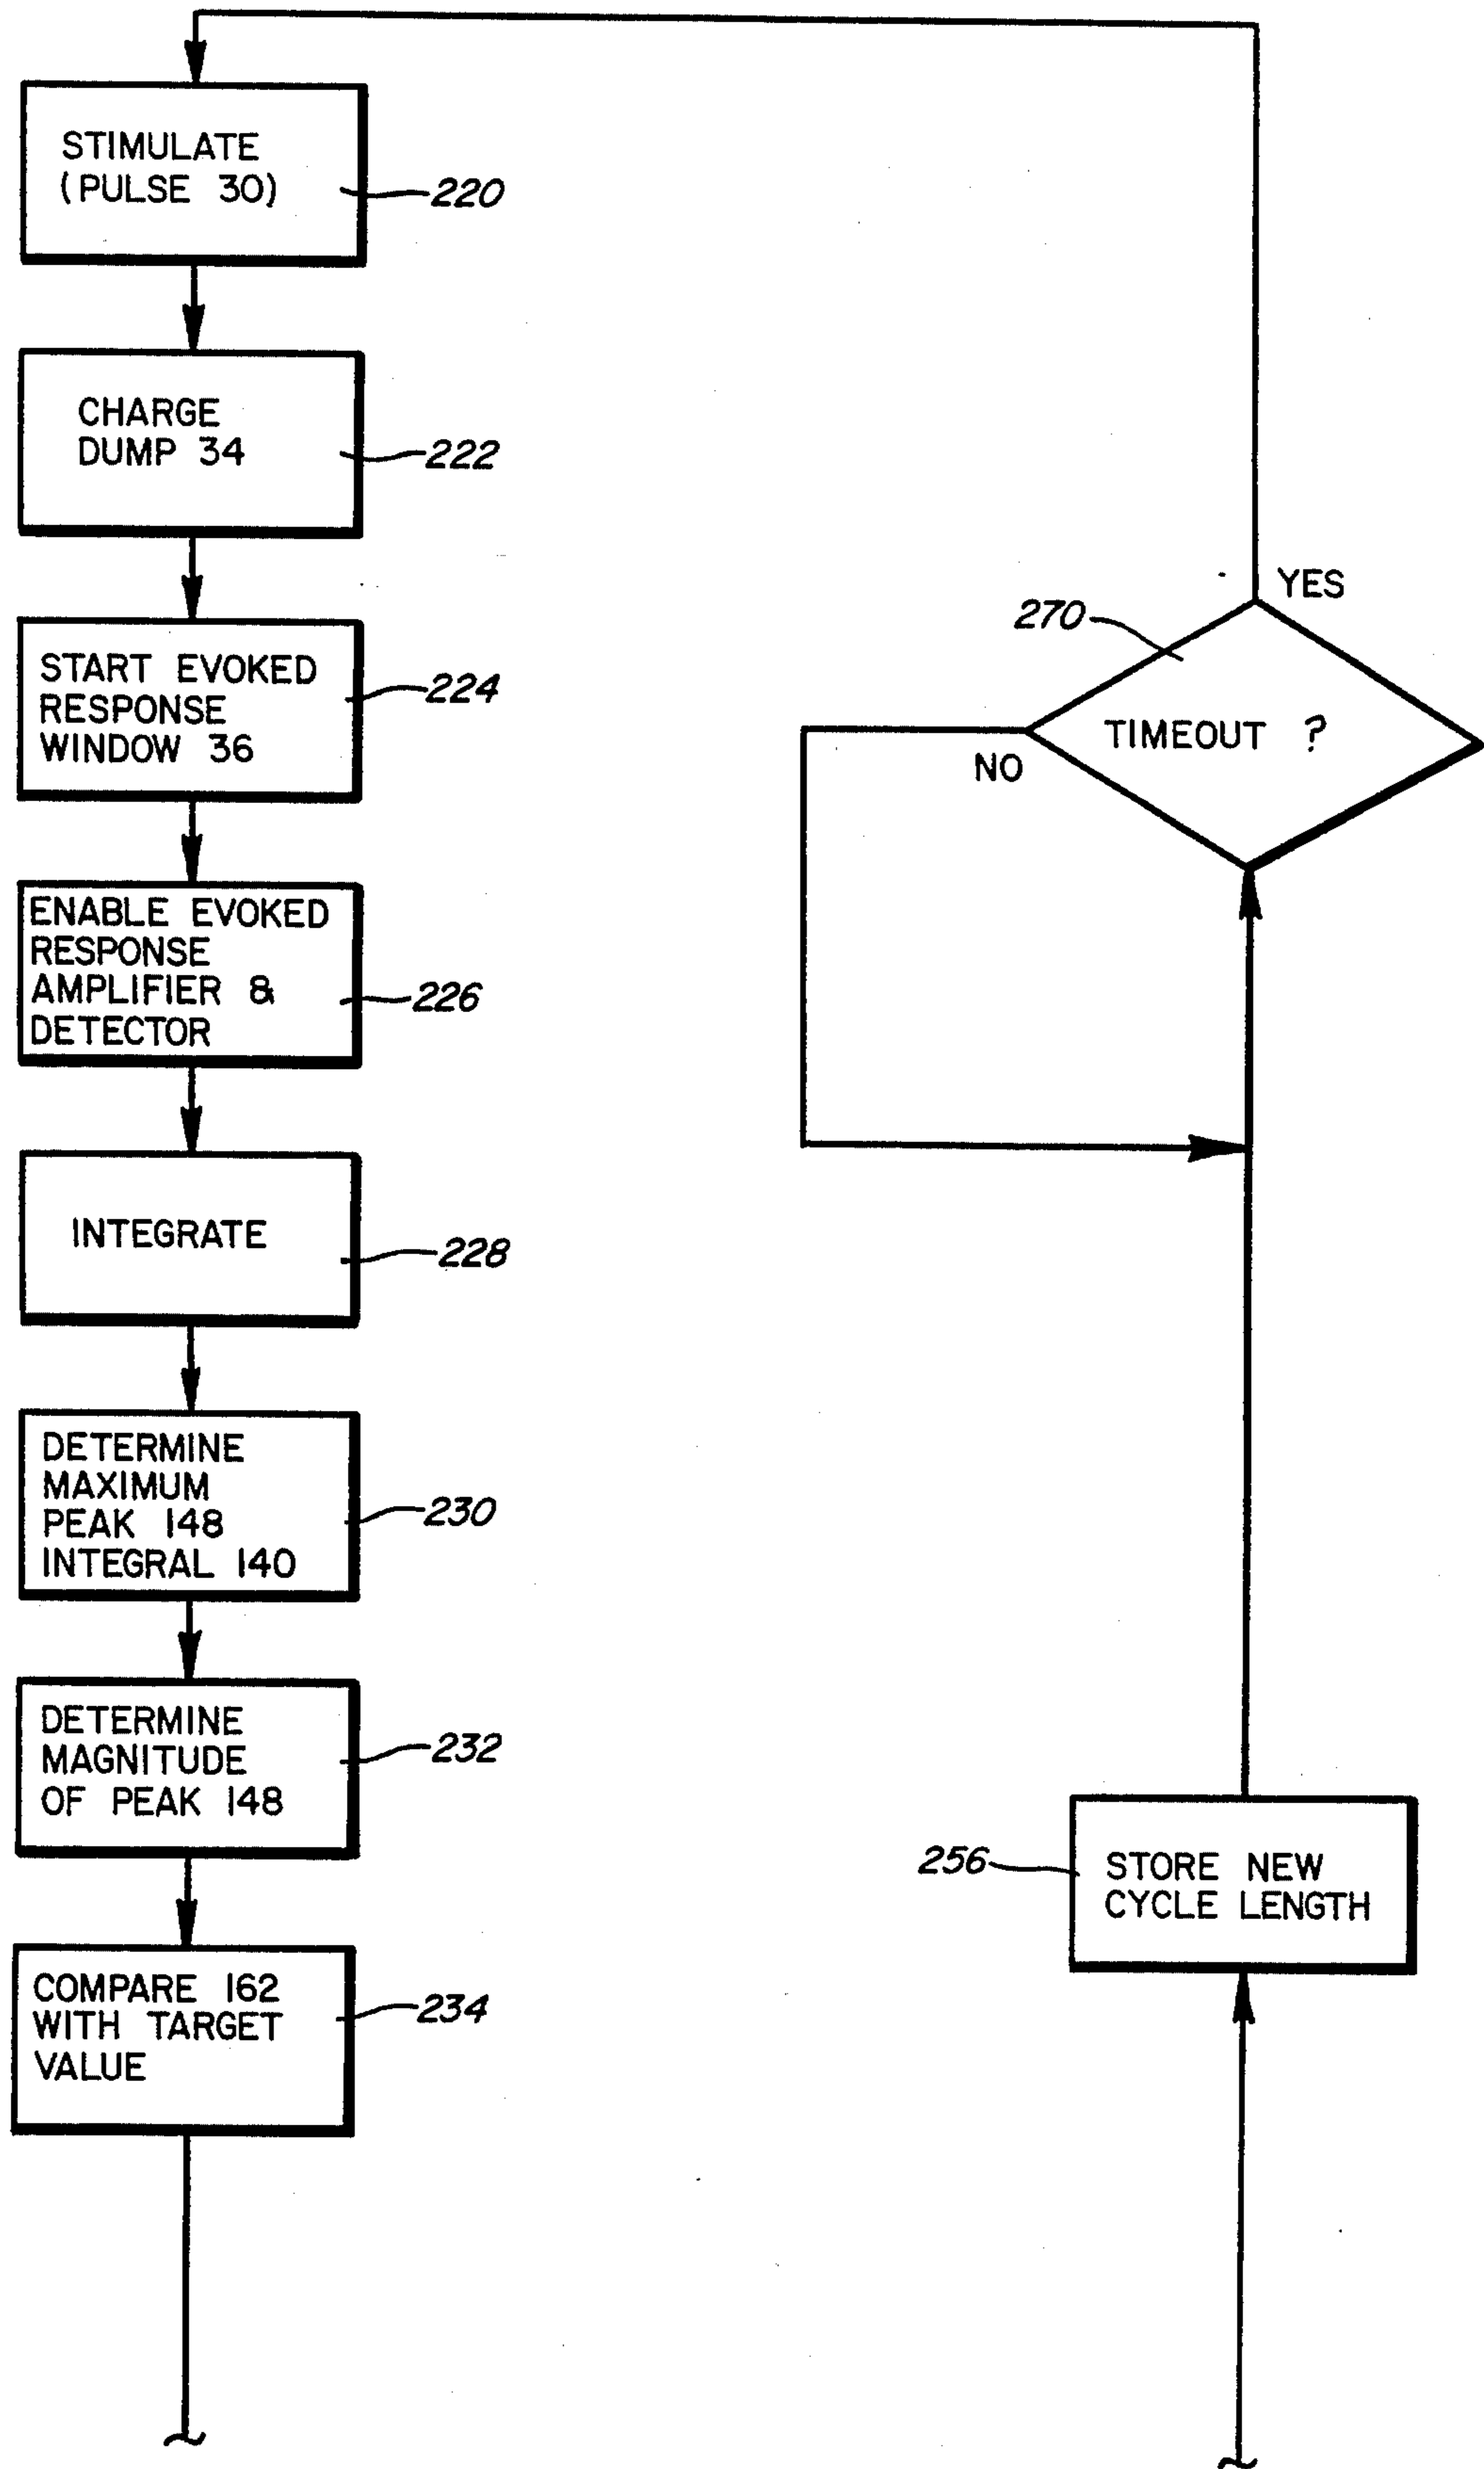 STIMULATE
(PULSE 30)
220
CHARGE
DUMP 34
222
START EVOKED
RESPONSE
WINDOW 36
224
ENABLE EVOKED
RESPONSE
AMPLIFIER &
DETECTOR
226
INTEGRATE
228
DETERMINE
MAXIMUM
PEAK 148
INTEGRAL 140
230
DETERMINE
MAGNITUDE
OF PEAK 148
232
COMPARE 162
WITH TARGET
VALUE
234
YES
270
TIMEOUT ?
NO
256
STORE NEW
CYCLE LENGTH